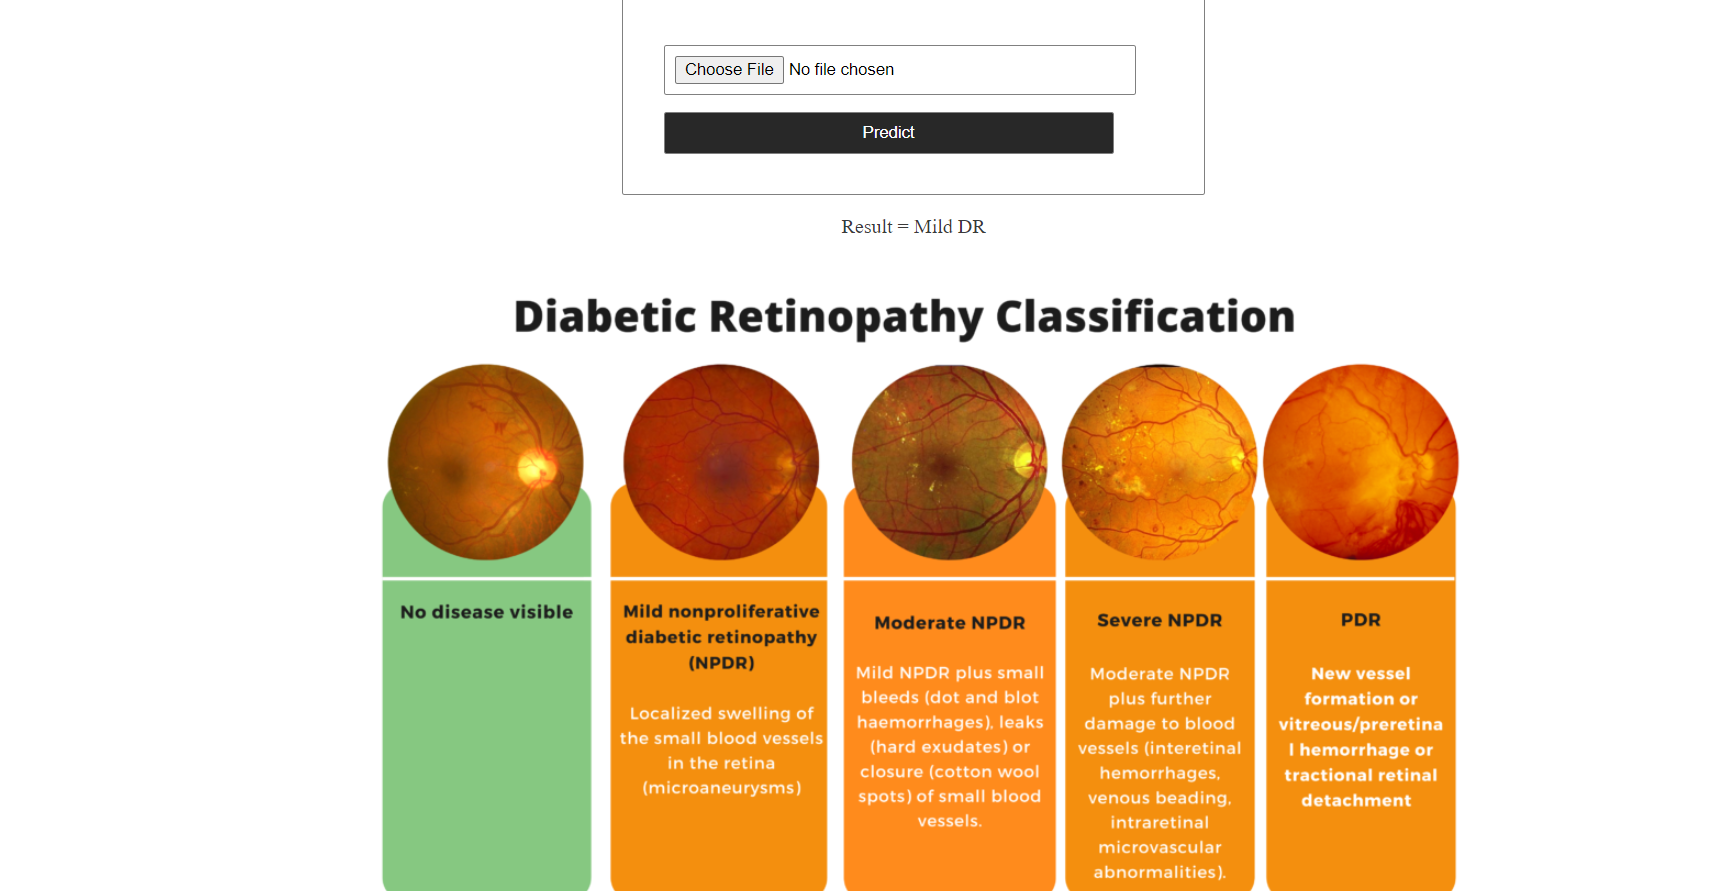 Choose File No file chosen
Predict
Result = Mild DR
Diabetic Retinopathy Classification
No disease visible
Mild nonproliferative
diabetic retinopathy
(NPDR)
Localized swelling of
the small blood vessels
in the retina
(microaneurysms)
Moderate NPDR
Mild NPDR plus small
bleeds (dot and blot
haemorrhages), leaks
(hard exudates) or
closure (cotton wool
spots) of small blood
vessels.
Severe NPDR
Moderate NPDR
plus further
damage to blood
vessels (interetinal
hemorrhages,
venous beading,
intraretinal
microvascular
abnormalities).
PDR
New vessel
formation or
vitreous/preretina
l hemorrhage or
tractional retinal
detachment